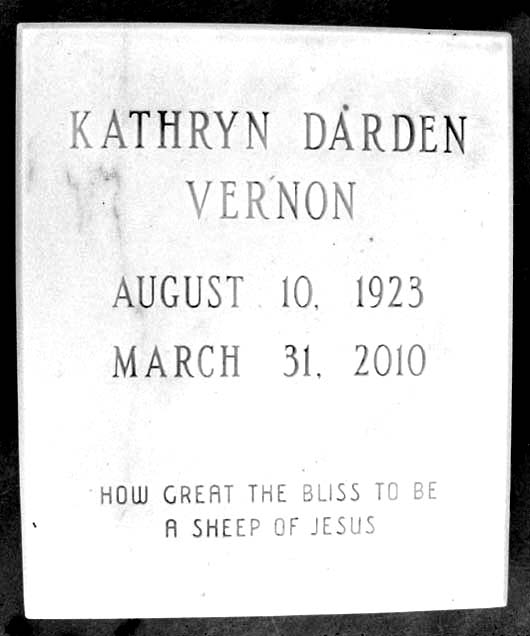 KATHRYN DARDEN
VERNON
AUGUST 10, 1923
MARCH 31, 2010
HOW GREAT THE BLISS TO BE
A SHEEP OF JESUS